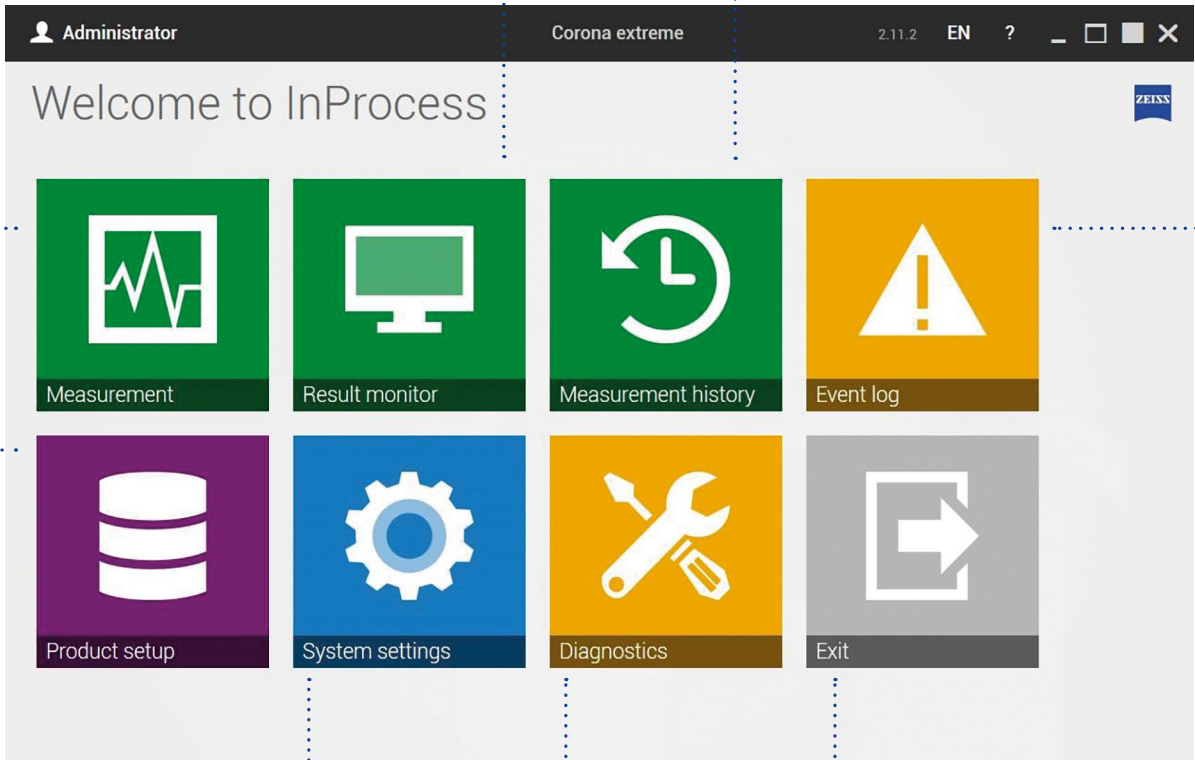 Administrator
Corona extreme
2.11.2 EN ?
Welcome to InProcess
ZEISS
Measurement
Result monitor
Measurement history
Event log
Product setup
System settings
Diagnostics
Exit